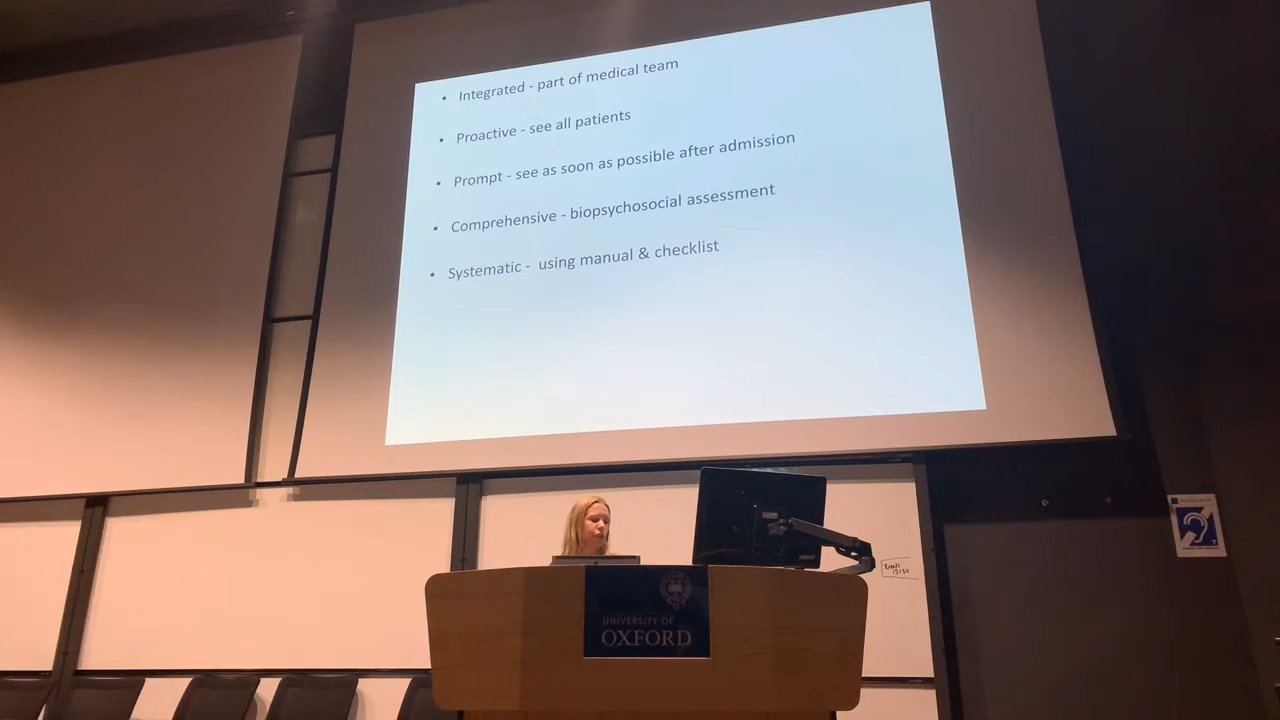 • Integrated - part of medical team
• Proactive - see all patients
• Prompt - see as soon as possible after admission
• Comprehensive - biopsychosocial assessment
• Systematic - using manual & checklist
UNIVERSITY OF
OXFORD